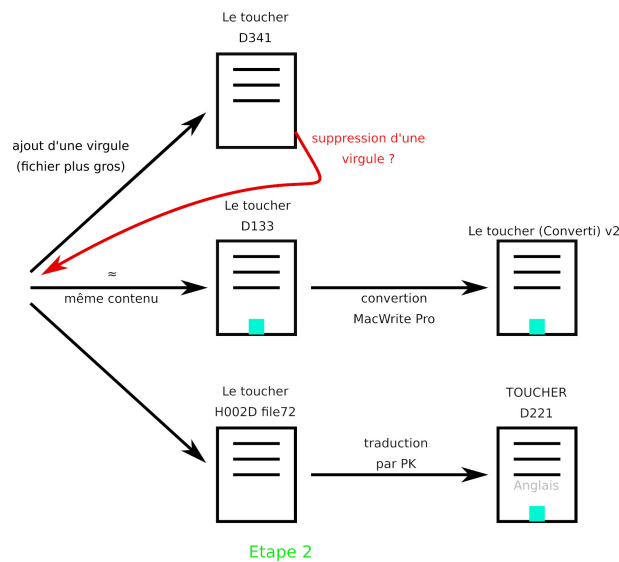 Le toucher
D341
ajout d'une virgule
(fichier plus gros)
suppression d'une
virgule ?
Le toucher
D133
Le toucher (Converti) v2
≈
même contenu
convertion
MacWrite Pro
Le toucher
H002D file72
TOUCHER
D221
traduction
par PK
Anglais
Etape 2